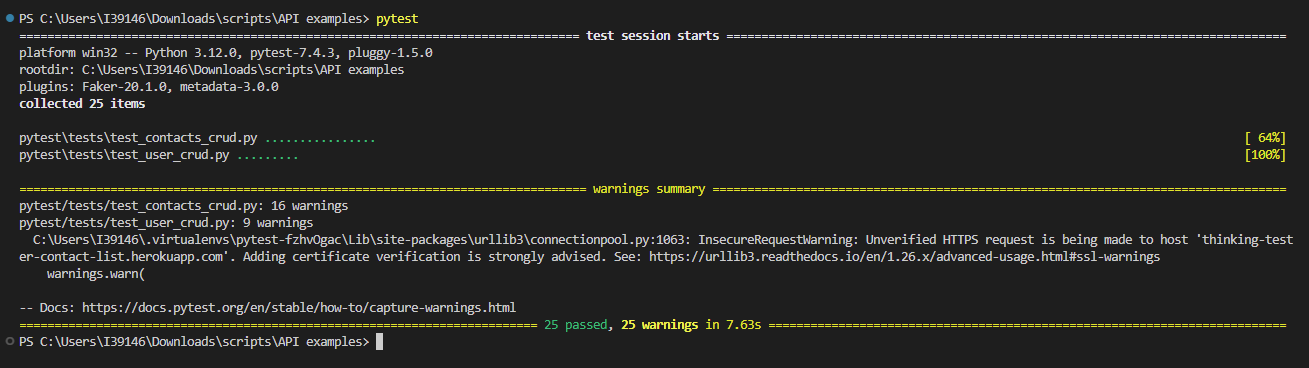 PS C:\Users\I39146\Downloads\scripts\API examples> pytest
================================================================================ test session starts ================================================================================
platform win32 -- Python 3.12.0, pytest-7.4.3, pluggy-1.5.0
rootdir: C:\Users\I39146\Downloads\scripts\API examples
plugins: Faker-20.1.0, metadata-3.0.0
collected 25 items
pytest\tests\test_contacts_crud.py ................ [ 64%]
pytest\tests\test_user_crud.py ......... [100%]
================================================================================= warnings summary ==================================================================================
pytest/tests/test_contacts_crud.py: 16 warnings
pytest/tests/test_user_crud.py: 9 warnings
C:\Users\I39146\.virtualenvs\pytest-fzhvOgac\Lib\site-packages\urllib3\connectionpool.py:1063: InsecureRequestWarning: Unverified HTTPS request is being made to host 'thinking-test
er-contact-list.herokuapp.com'. Adding certificate verification is strongly advised. See: https://urllib3.readthedocs.io/en/1.26.x/advanced-usage.html#ssl-warnings
warnings.warn(
-- Docs: https://docs.pytest.org/en/stable/how-to/capture-warnings.html
========================================================================== 25 passed, 25 warnings in 7.63s ==========================================================================
PS C:\Users\I39146\Downloads\scripts\API examples>